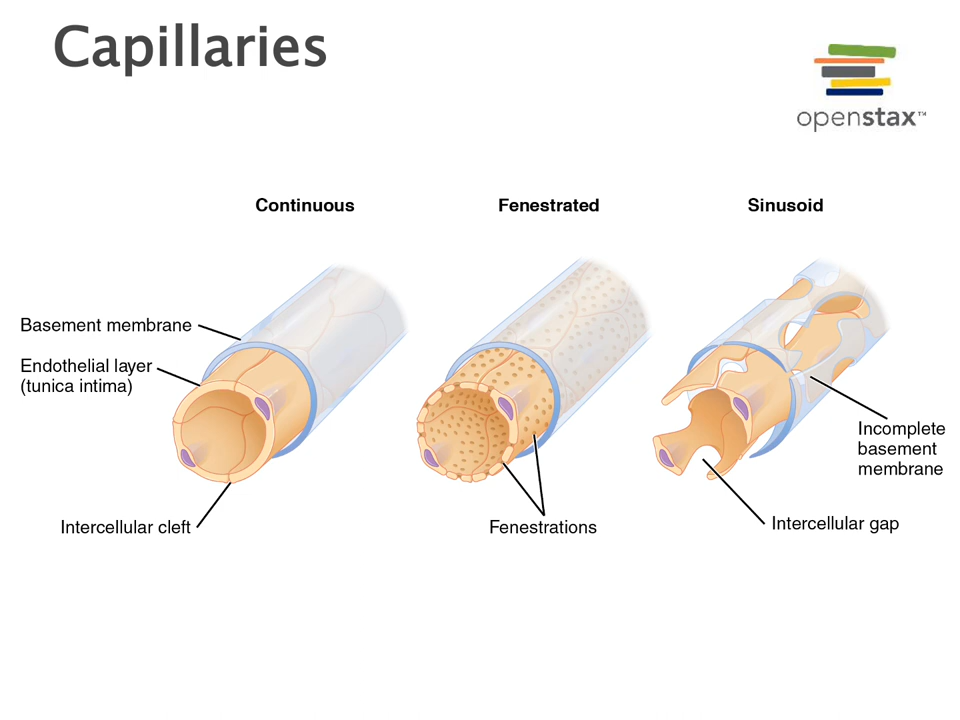 Capillaries
openstax™
Continuous
Fenestrated
Sinusoid
Basement membrane
Endothelial layer
(tunica intima)
Incomplete
basement
membrane
Intercellular cleft
Fenestrations
Intercellular gap